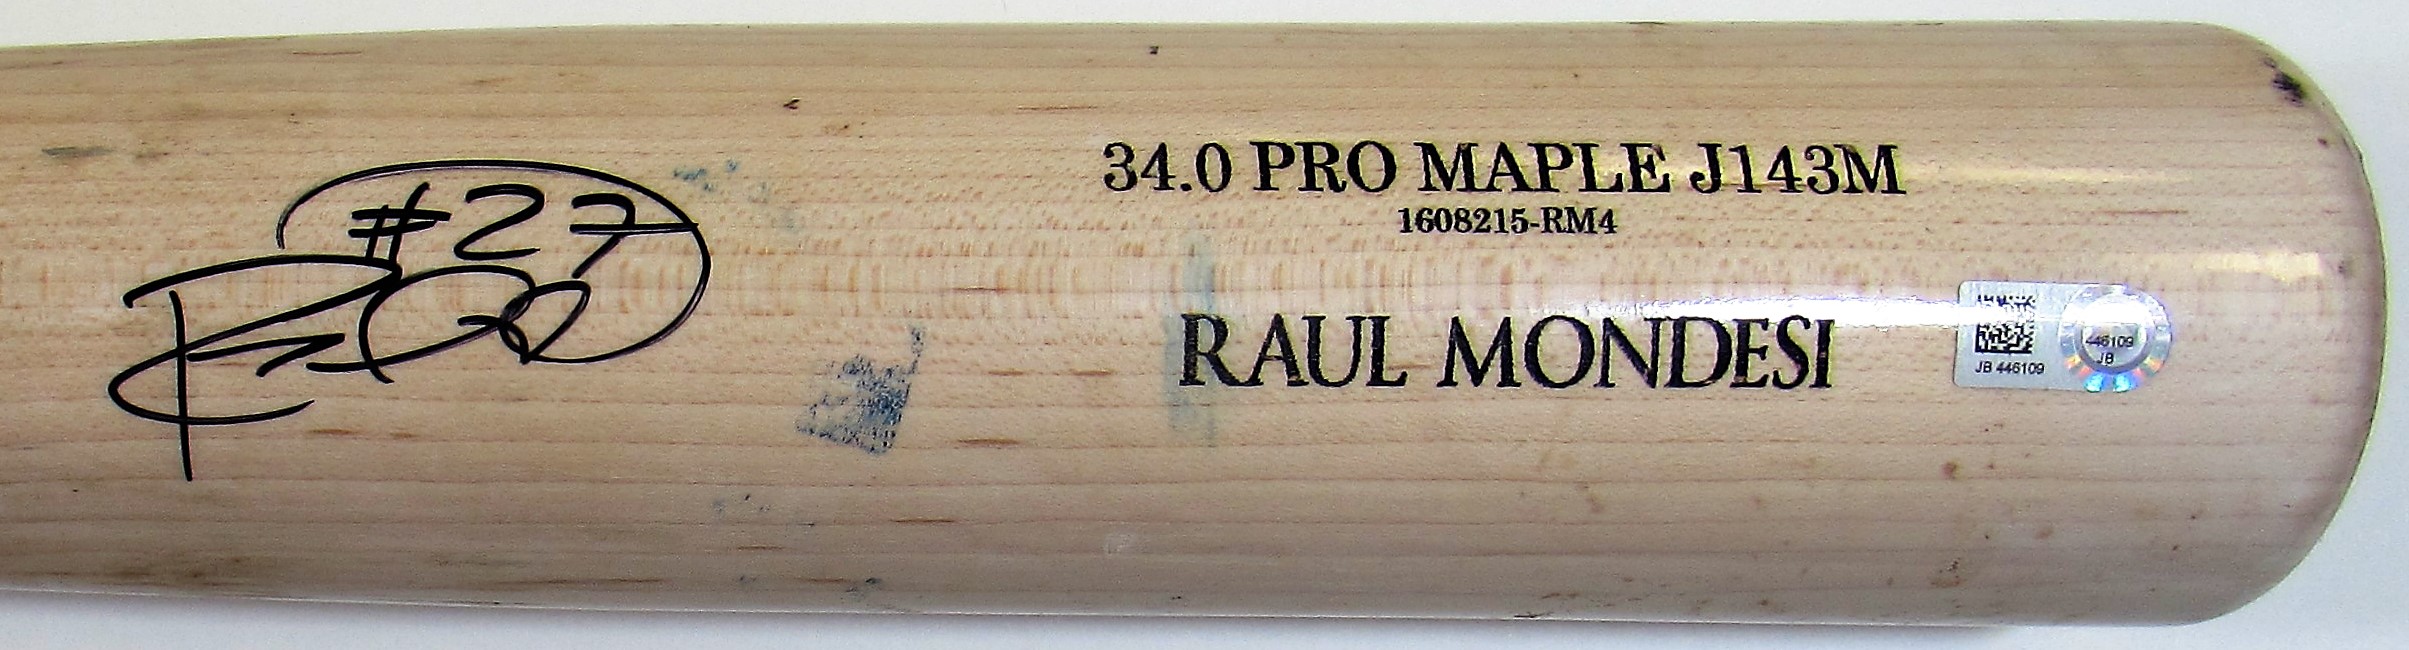 #27
34.0 PRO MAPLE J143M
1608215-RM4
RAUL MONDESI
JB 446109
446109
JB